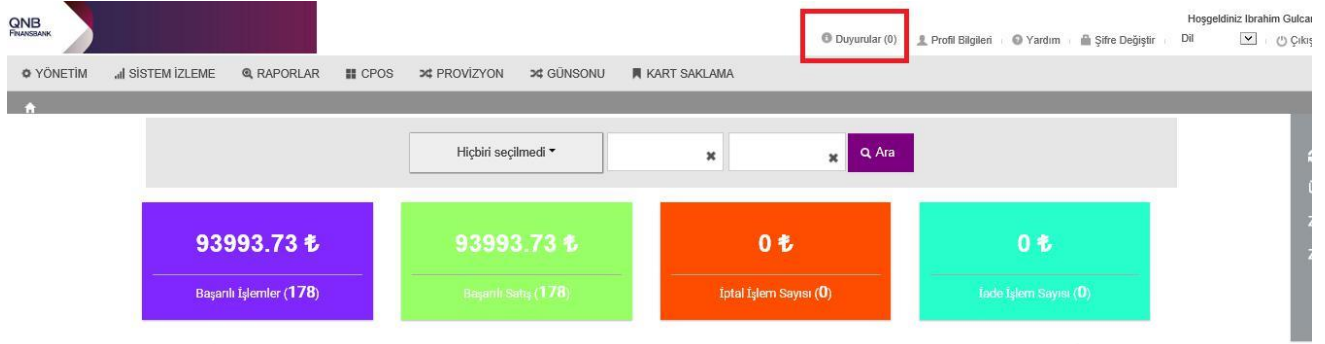 QNB
FINANSBANK
Hoşgeldiniz Ibrahim Gulcar
Duyurular (0) Profil Bilgileri Yardım Şifre Değiştir Dil Çıkış
YÖNETİM SİSTEM İZLEME RAPORLAR CPOS PROVİZYON GÜNSONU KART SAKLAMA
Hiçbiri seçilmedi Ara
93993.73 ₺ 93993.73 ₺ 0 ₺ 0 ₺
Başarılı İşlemler (178) Başarılı Satış (178) İptal İşlem Sayısı (0) İade İşlem Sayısı (0)